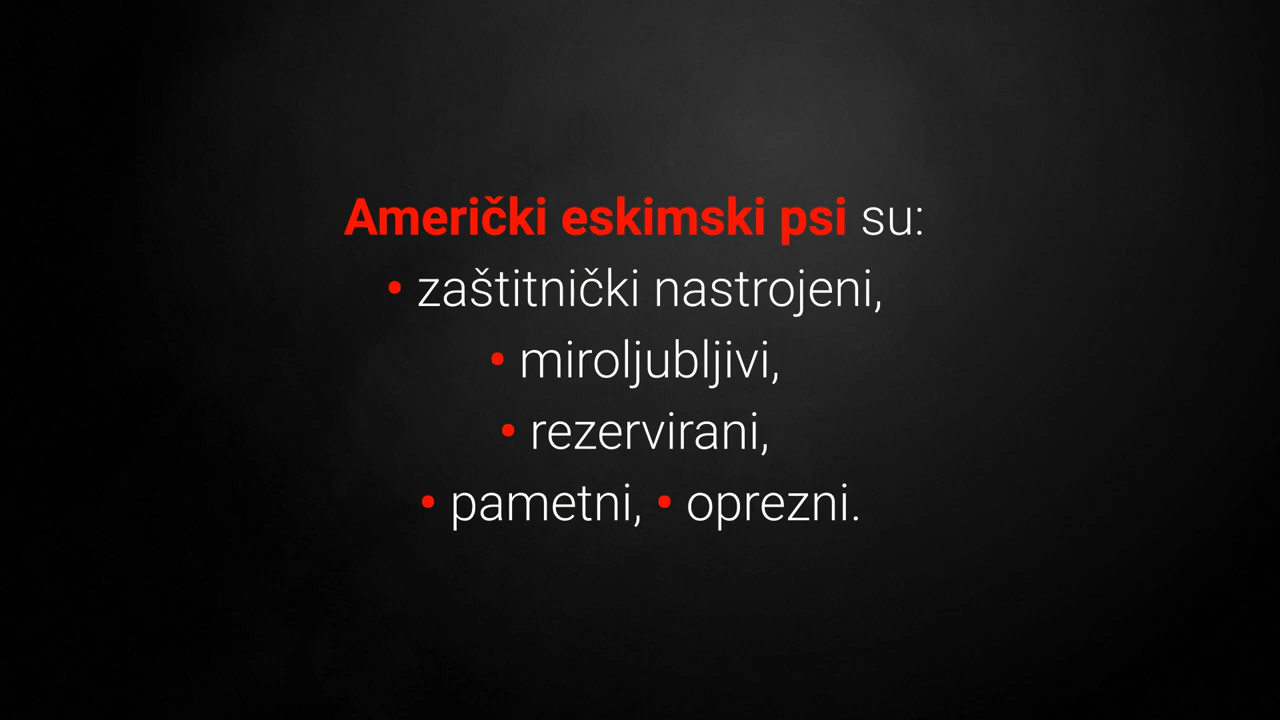 Američki eskimski psi su:
• zaštitnički nastrojeni,
• miroljubljivi,
• rezervirani,
• pametni, • oprezni.